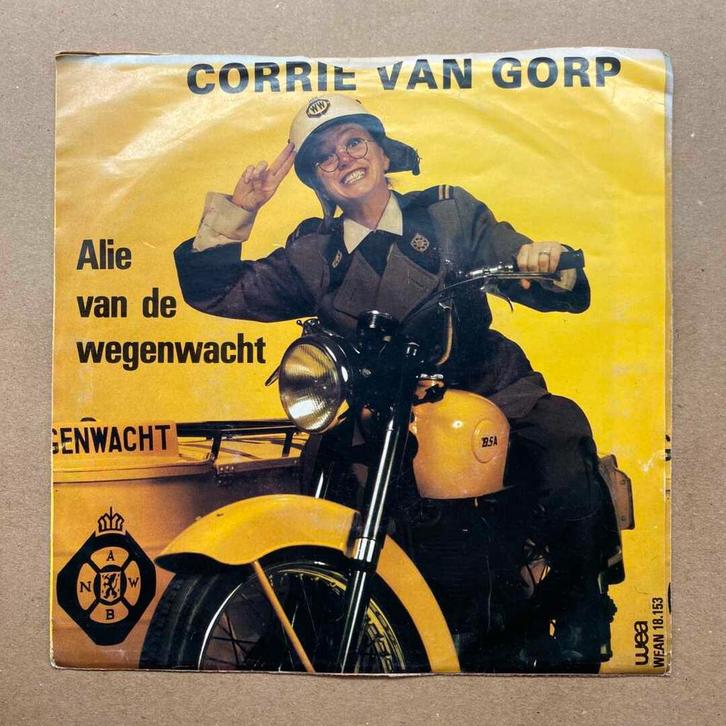 CORRIE VAN GORP
WW
Alie
van de
wegenwacht
BSA
GENWACHT
A
N W
B
wea
WEAN 18.153